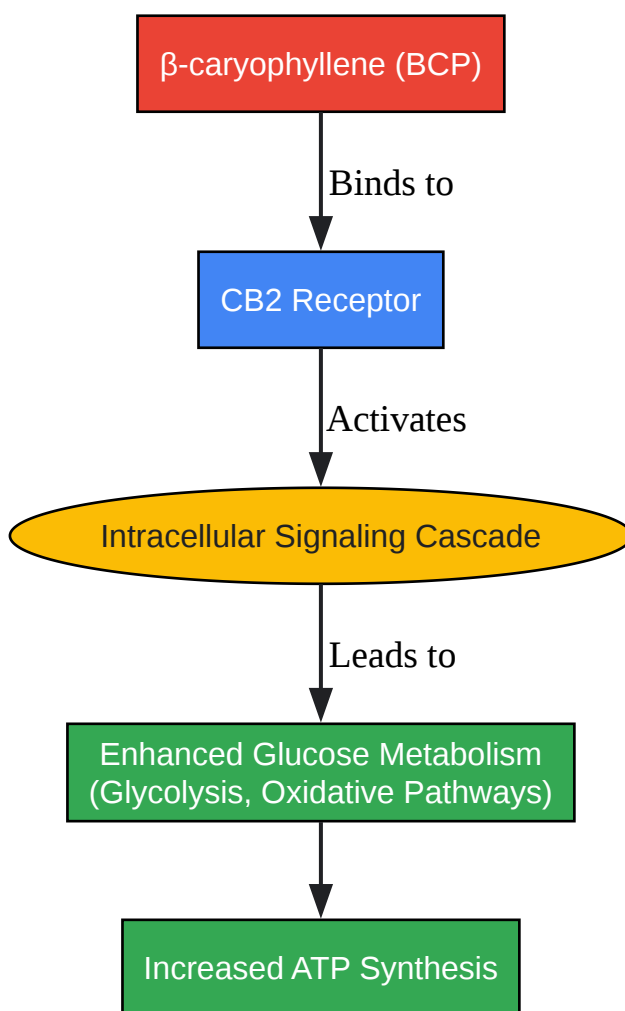 β-caryophyllene (BCP)
Binds to
CB2 Receptor
Activates
Intracellular Signaling Cascade
Leads to
Enhanced Glucose Metabolism
(Glycolysis, Oxidative Pathways)
Increased ATP Synthesis